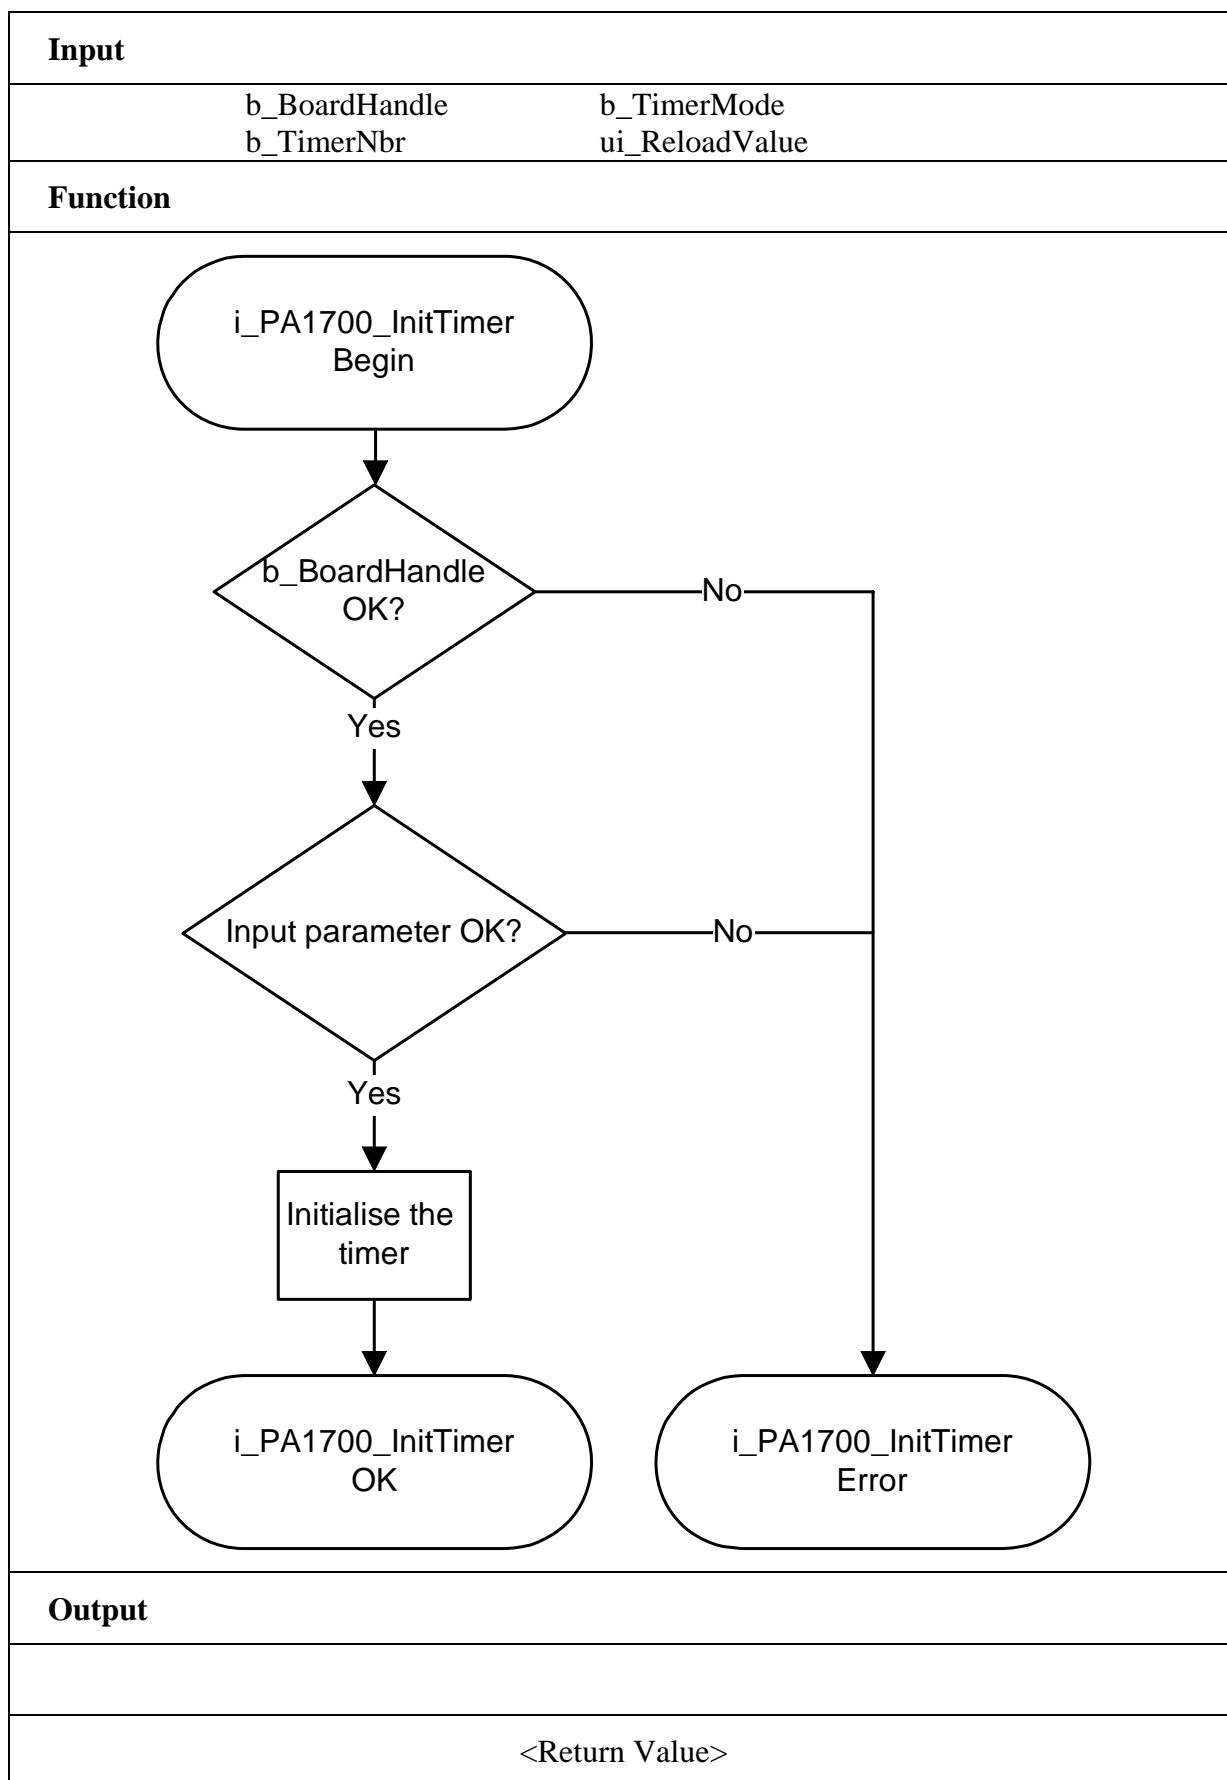 Input
b_BoardHandle b_TimerMode
b_TimerNbr ui_ReloadValue
Function
i_PA1700_InitTimer
Begin
b_BoardHandle
OK?
No
Yes
Input parameter OK?
No
Yes
Initialise the
timer
i_PA1700_InitTimer
OK
i_PA1700_InitTimer
Error
Output
<Return Value>